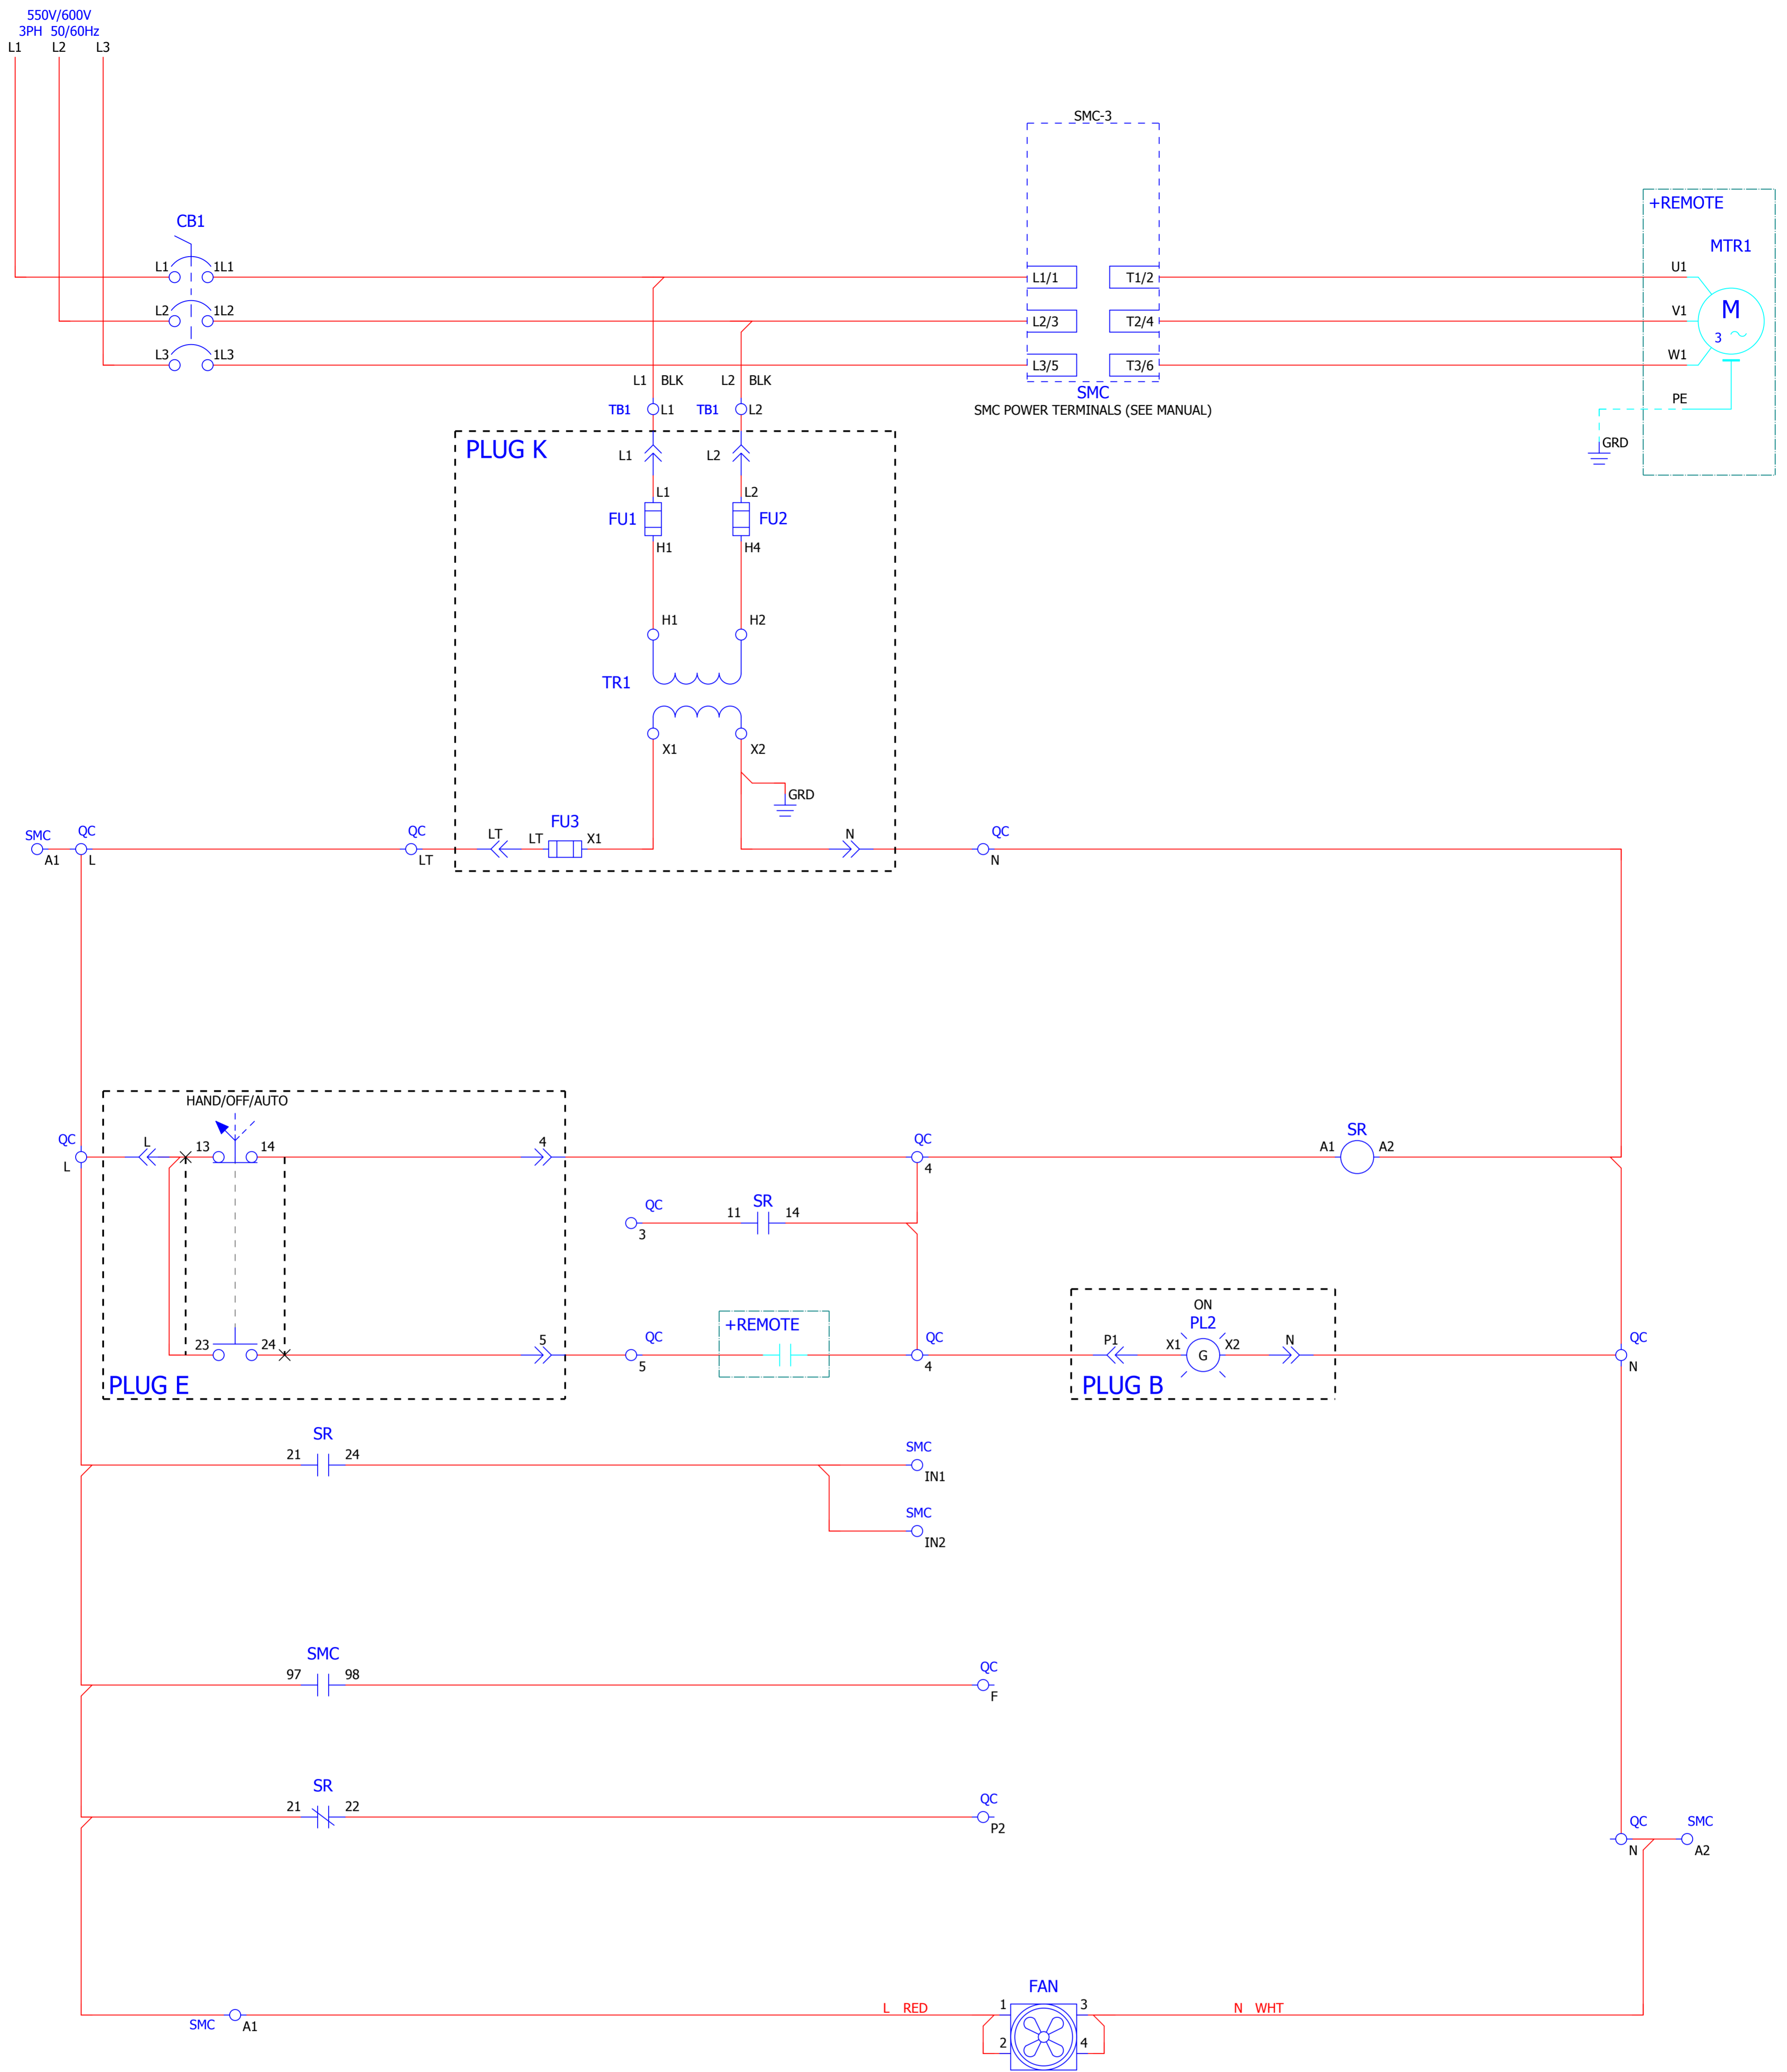 550V/600V
3PH 50/60Hz
L1 L2 L3
SMC-3
+REMOTE
CB1
MTR1
L1 1L1 L1/1 T1/2 U1
L2 1L2 L2/3 T2/4 V1
M
3
L3 1L3 L3/5 T3/6 W1
L1 BLK L2 BLK
SMC
PE
TB1 L1 TB1 L2
SMC POWER TERMINALS (SEE MANUAL)
GRD
PLUG K
L1 L2
L1 L2
FU1 FU2
H1 H4
H1 H2
TR1
X1 X2
GRD
SMC QC QC FU3 QC
LT LT X1 N
A1 L LT N
HAND/OFF/AUTO
QC L 13 14 4 QC SR
A1 A2
L 4
QC SR
11 14
3
+REMOTE
ON
PL2
23 24 5 QC QC P1 X1 G X2 N QC
5 4 N
PLUG E PLUG B
SR SMC
21 24
IN1
SMC
IN2
SMC QC
97 98
F
SR QC
21 22
P2
QC SMC
N A2
FAN
L RED 1 3 N WHT
SMC A1
2 4